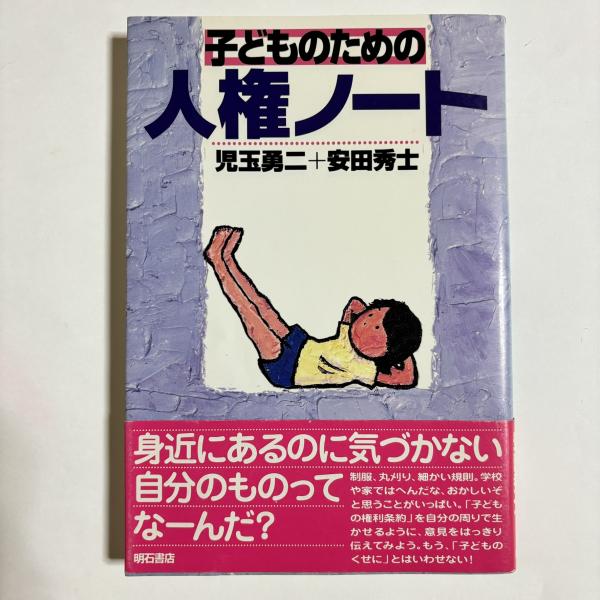 子どものための
人権ノート
児玉勇二+安田秀士
身近にあるのに気づかない
自分のものって
なーんだ?
制服、丸刈り、細かい規則。学校
や家ではへんだな、おかしいぞ
と思うことがいっぱい。「子ども
の権利条約」を自分の周りで生
かせるように、意見をはっきり
伝えてみよう。もう、「子どもの
くせに」とはいわせない!
明石書店